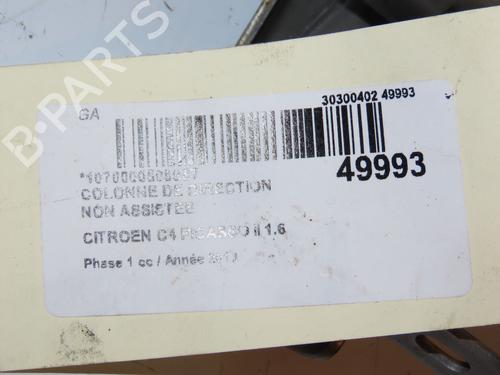 B-PARTS
30300402 49993
GA
49993
COLONNE DE DIRECTION
NON ASSISTEE
CITROEN C4 PICASSO II 1.6
Phase 1 cc / Année